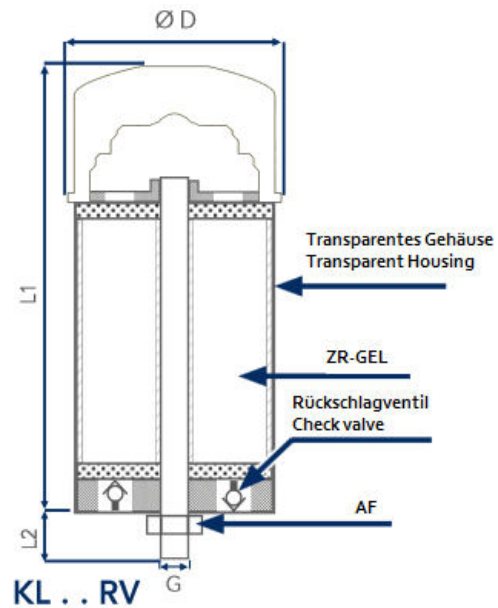 Ø D
L1
Transparentes Gehäuse
Transparent Housing
ZR-GEL
Rückschlagventil
Check valve
AF
L2
G
KL . . RV